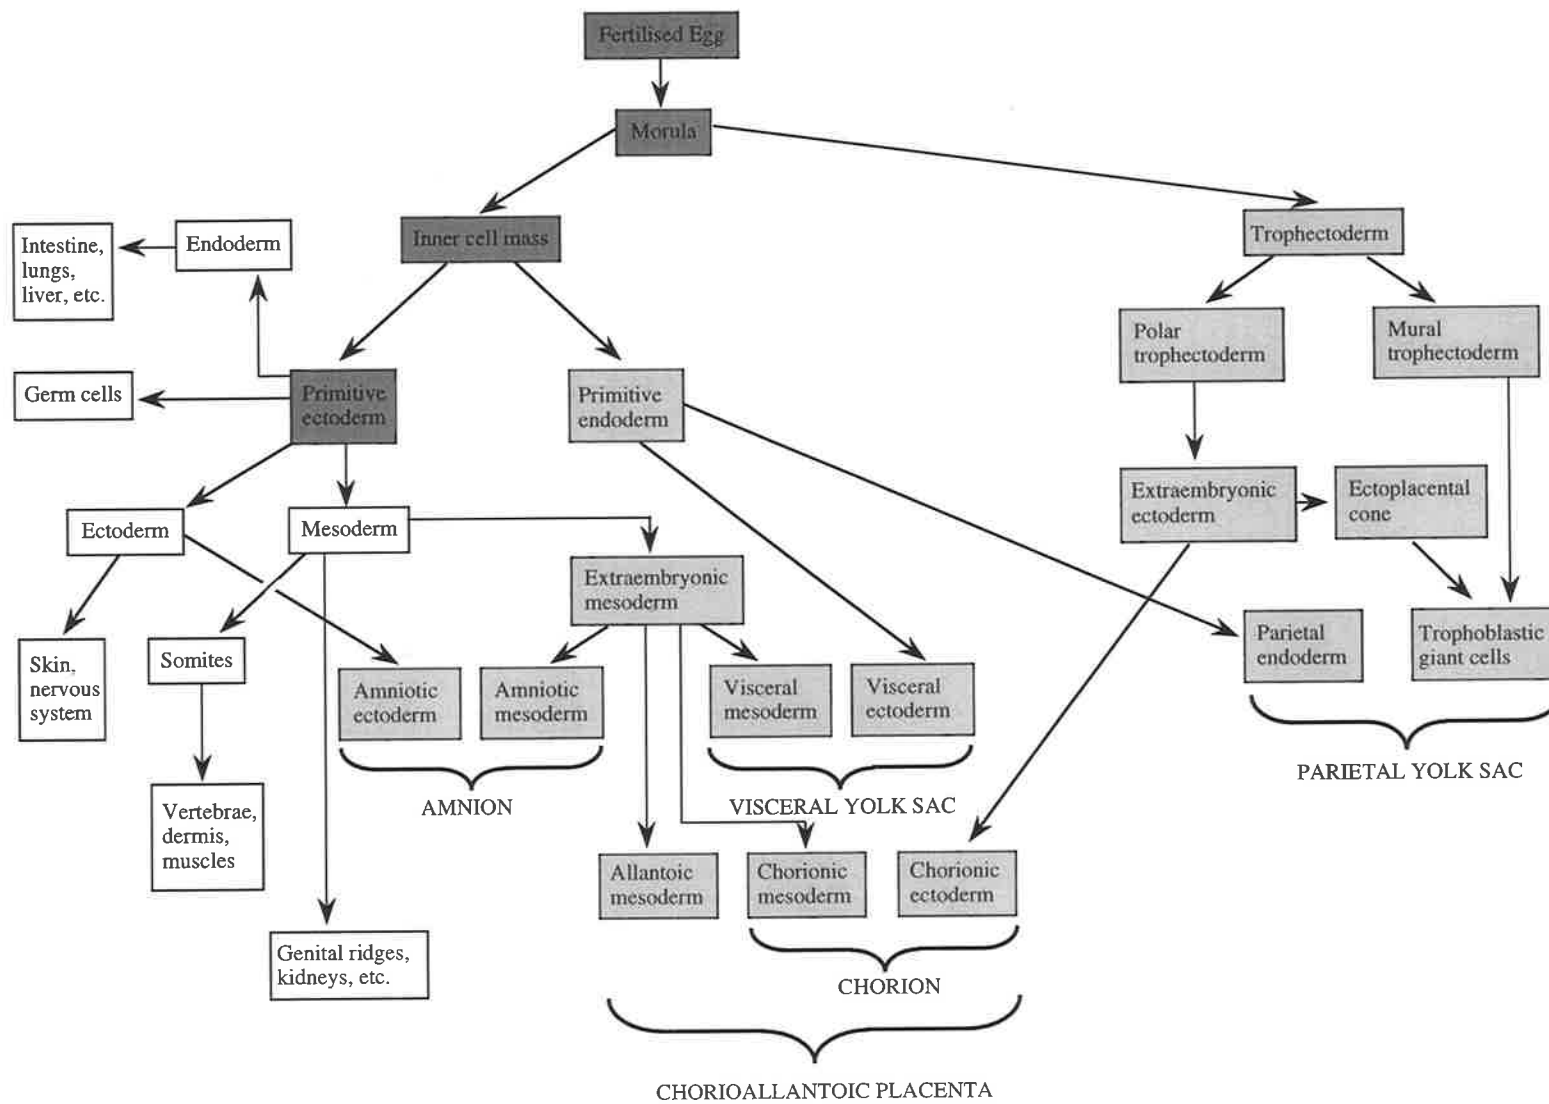 Fertilised Egg
Morula
Inner cell mass
Trophectoderm
Endoderm
Intestine,
lungs,
liver, etc.
Polar
trophectoderm
Mural
trophectoderm
Germ cells
Primitive
ectoderm
Primitive
endoderm
Extraembryonic
ectoderm
Ectoplacental
cone
Ectoderm
Mesoderm
Extraembryonic
mesoderm
Skin,
nervous
system
Somites
Amniotic
ectoderm
Amniotic
mesoderm
Visceral
mesoderm
Visceral
ectoderm
Parietal
endoderm
Trophoblastic
giant cells
PARIETAL YOLK SAC
AMNION
VISCERAL YOLK SAC
Vertebrae,
dermis,
muscles
Allantoic
mesoderm
Chorionic
mesoderm
Chorionic
ectoderm
Genital ridges,
kidneys, etc.
CHORION
CHORIOALLANTOIC PLACENTA